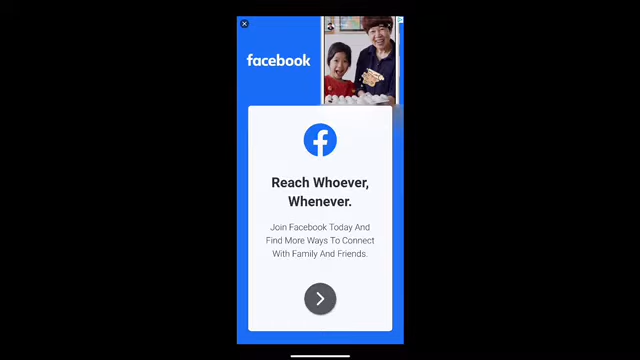 facebook
Reach Whoever,
Whenever.
Join Facebook Today And
Find More Ways To Connect
With Family And Friends.